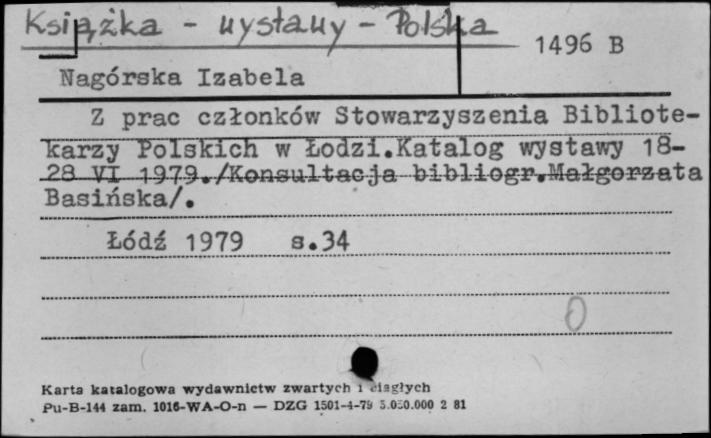 Książka - wystawy - Polska
1496 B
Nagórska Izabela
Z prac członków Stowarzyszenia Bibliote-
karzy Polskich w Łodzi.Katalog wystawy 18-
28 VI 1979./Konsultacja bibliogr.Małgorzata
Basińska/.
Łódź 1979 s.34
0
Karta katalogowa wydawnictw zwartych i ciągłych
Pu-B-144 zam. 1016-WA-O-n — DZG 1501-4-79 5.050.000 2 81